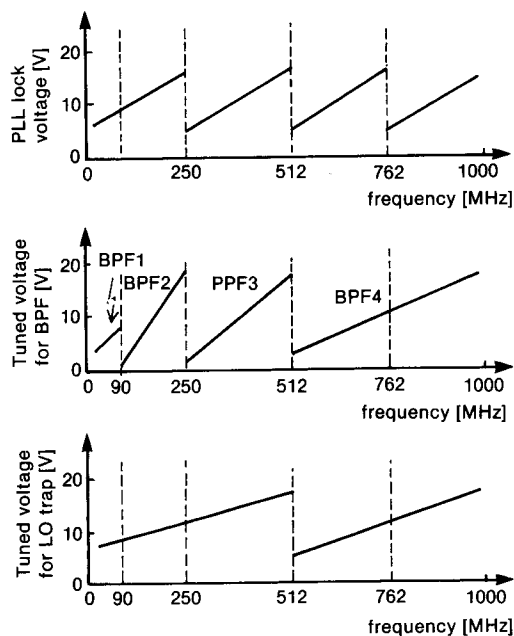 PLL lock
voltage [V]
20
10
0
0 250 512 762 1000
frequency [MHz]
Tuned voltage
for BPF [V]
20
10
0
BPF1
BPF2 PPF3 BPF4
0 90 250 512 762 1000
frequency [MHz]
Tuned voltage
for LO trap [V]
20
10
0
0 90 250 512 762 1000
frequency [MHz]